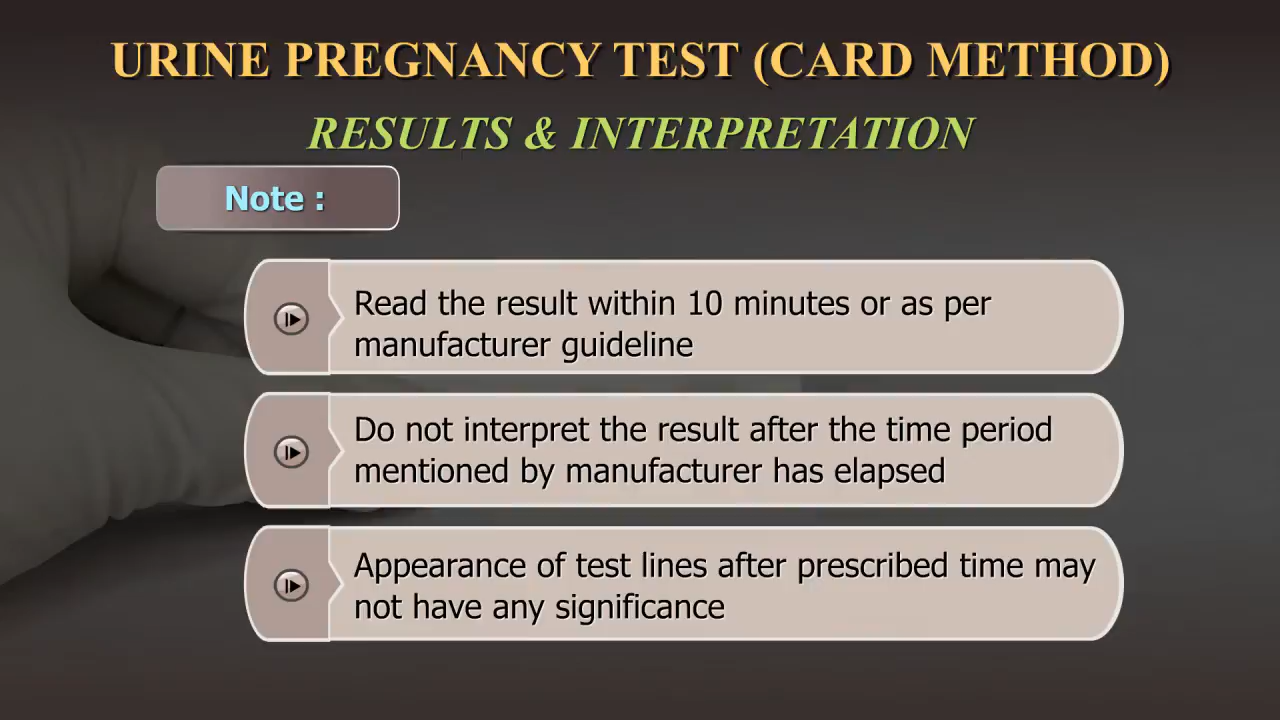 URINE PREGNANCY TEST (CARD METHOD)
RESULTS & INTERPRETATION
Note :
Read the result within 10 minutes or as per
manufacturer guideline
Do not interpret the result after the time period
mentioned by manufacturer has elapsed
Appearance of test lines after prescribed time may
not have any significance